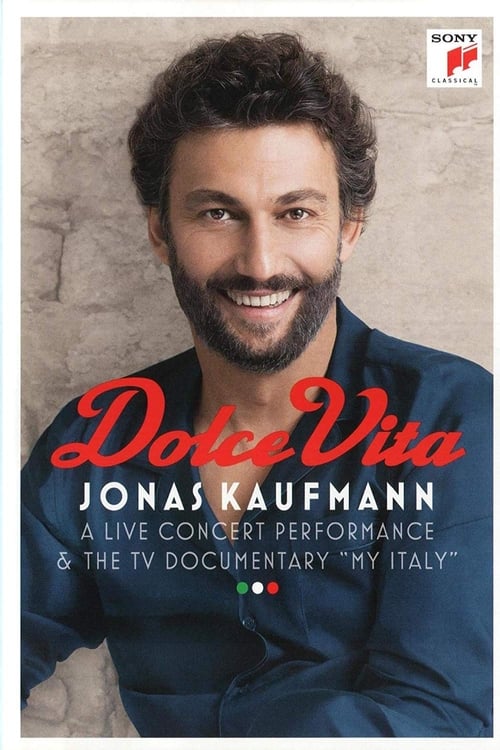 SONY
CLASSICAL
Dolce Vita
JONAS KAUFMANN
A LIVE CONCERT PERFORMANCE
& THE TV DOCUMENTARY “MY ITALY”